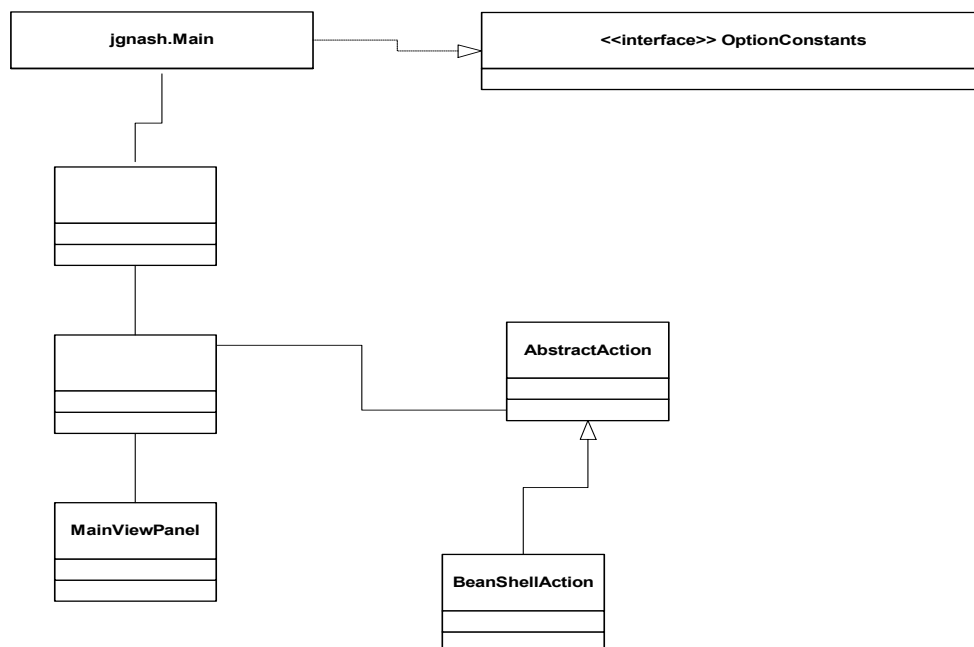 jgnash.Main
<<interface>> OptionConstants
AbstractAction
MainViewPanel
BeanShellAction